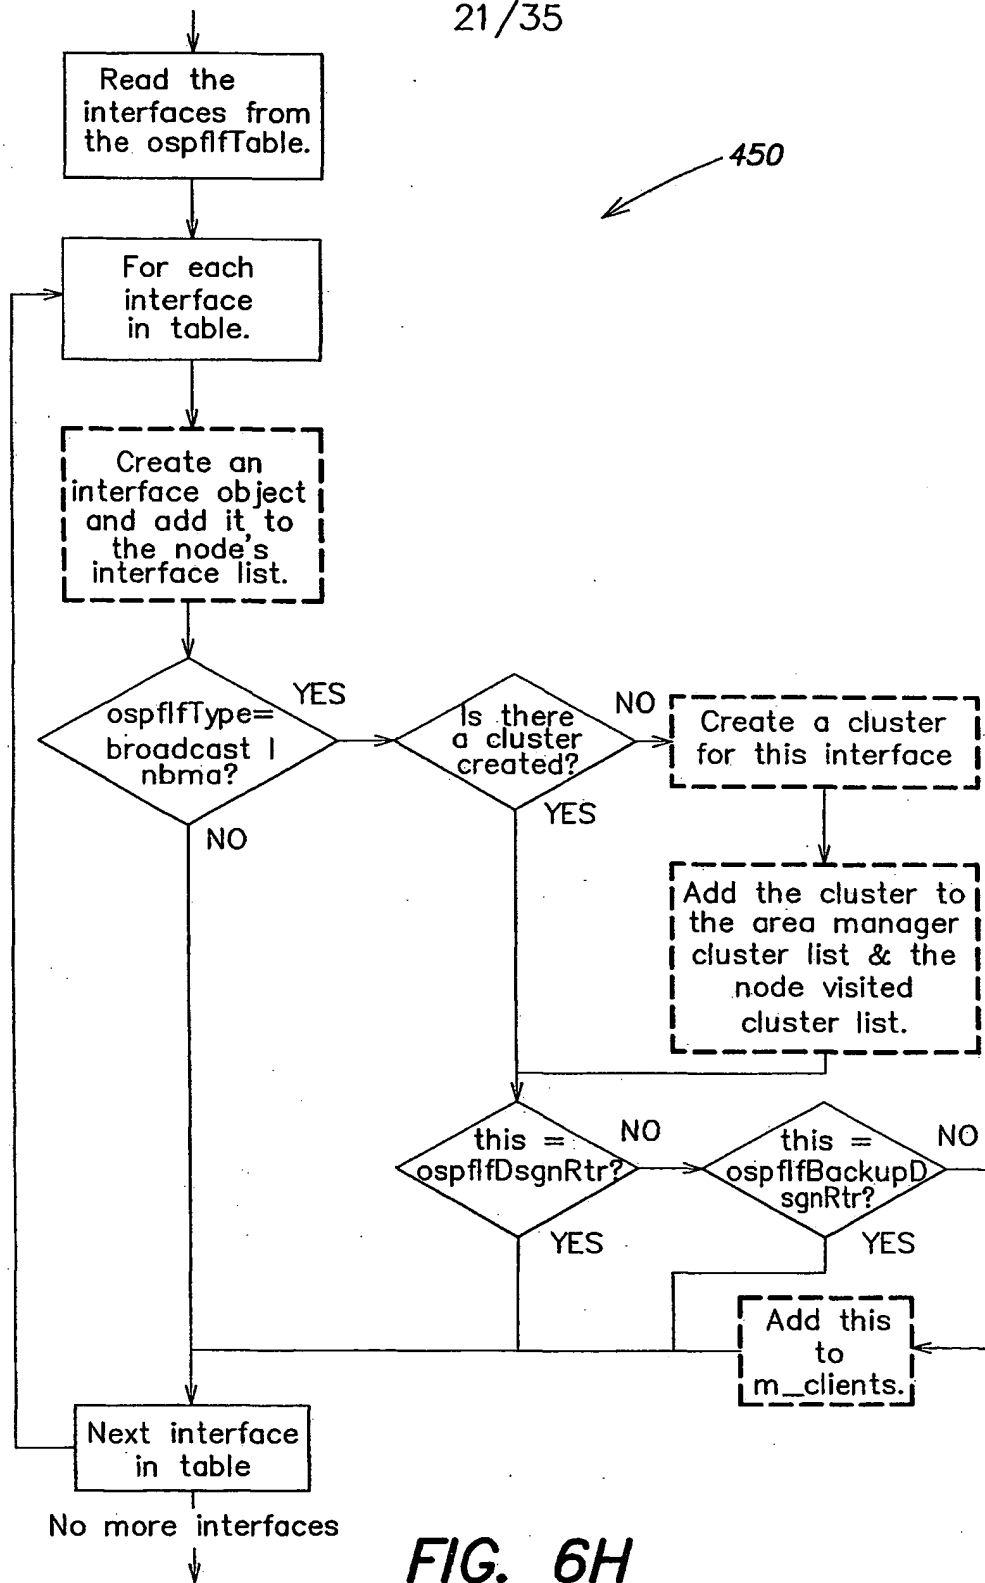 21/35
Read the
interfaces from
the ospfIfTable.
450
For each
interface
in table.
Create an
interface object
and add it to
the node's
interface list.
ospfIfType=
broadcast |
nbma?
YES
NO
Is there
a cluster
created?
NO
YES
Create a cluster
for this interface
Add the cluster to
the area manager
cluster list & the
node visited
cluster list.
this =
ospfIfDsgnRtr?
NO
YES
this =
ospfIfBackupD
sgnRtr?
NO
YES
Add this
to
m_clients.
Next interface
in table
No more interfaces
FIG. 6H